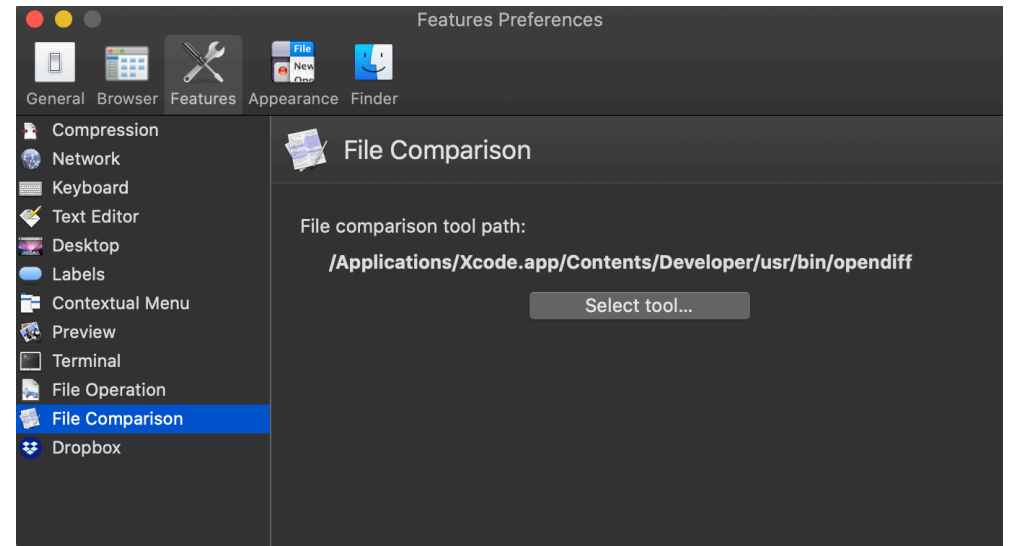 Features Preferences
File
New
General Browser Features Appearance Finder
Compression
Network
Keyboard
Text Editor
Desktop
Labels
Contextual Menu
Preview
Terminal
File Operation
File Comparison
Dropbox
File Comparison
File comparison tool path:
/Applications/Xcode.app/Contents/Developer/usr/bin/opendiff
Select tool...